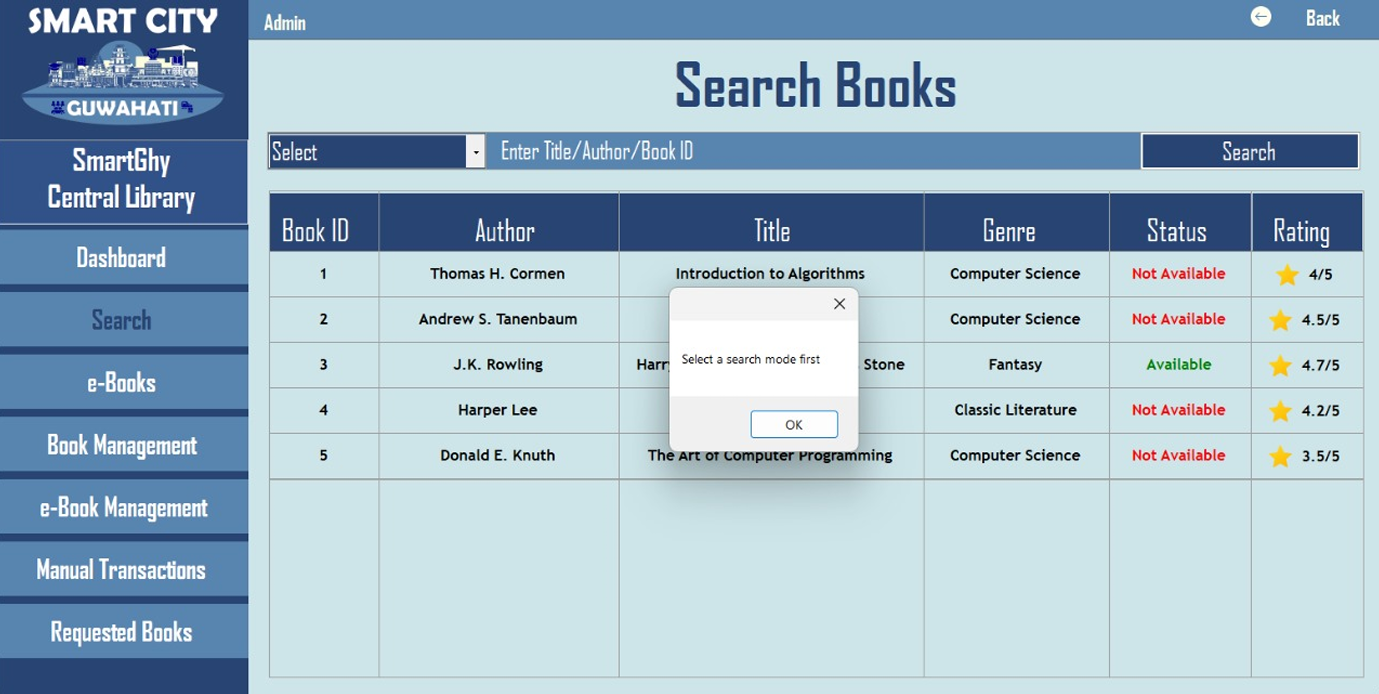 SMART CITY
GUWAHATI
SmartGhy
Central Library
Dashboard
Search
e-Books
Book Management
e-Book Management
Manual Transactions
Requested Books
Admin
Back
Search Books
Select Enter Title/Author/Book ID Search
Book ID Author Title Genre Status Rating
1 Thomas H. Cormen Introduction to Algorithms Computer Science Not Available 4/5
2 Andrew S. Tanenbaum Computer Science Not Available 4.5/5
3 J.K. Rowling Stone Fantasy Available 4.7/5
4 Harper Lee Classic Literature Not Available 4.2/5
5 Donald E. Knuth The Art of Computer Programming Computer Science Not Available 3.5/5
Select a search mode first
OK